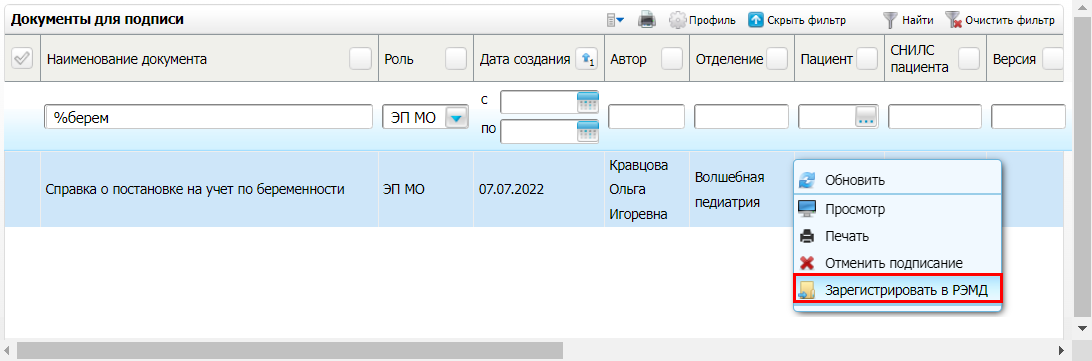 Документы для подписи
Профиль
Скрыть фильтр
Найти
Очистить фильтр
Наименование документа
Роль
Дата создания
1
Автор
Отделение
Пациент
СНИЛС
пациента
Версия
%берем
ЭП МО
с
по
...
Справка о постановке на учет по беременности
ЭП МО
07.07.2022
Кравцова
Ольга
Игоревна
Волшебная
педиатрия
Обновить
Просмотр
Печать
Отменить подписание
Зарегистрировать в РЭМД